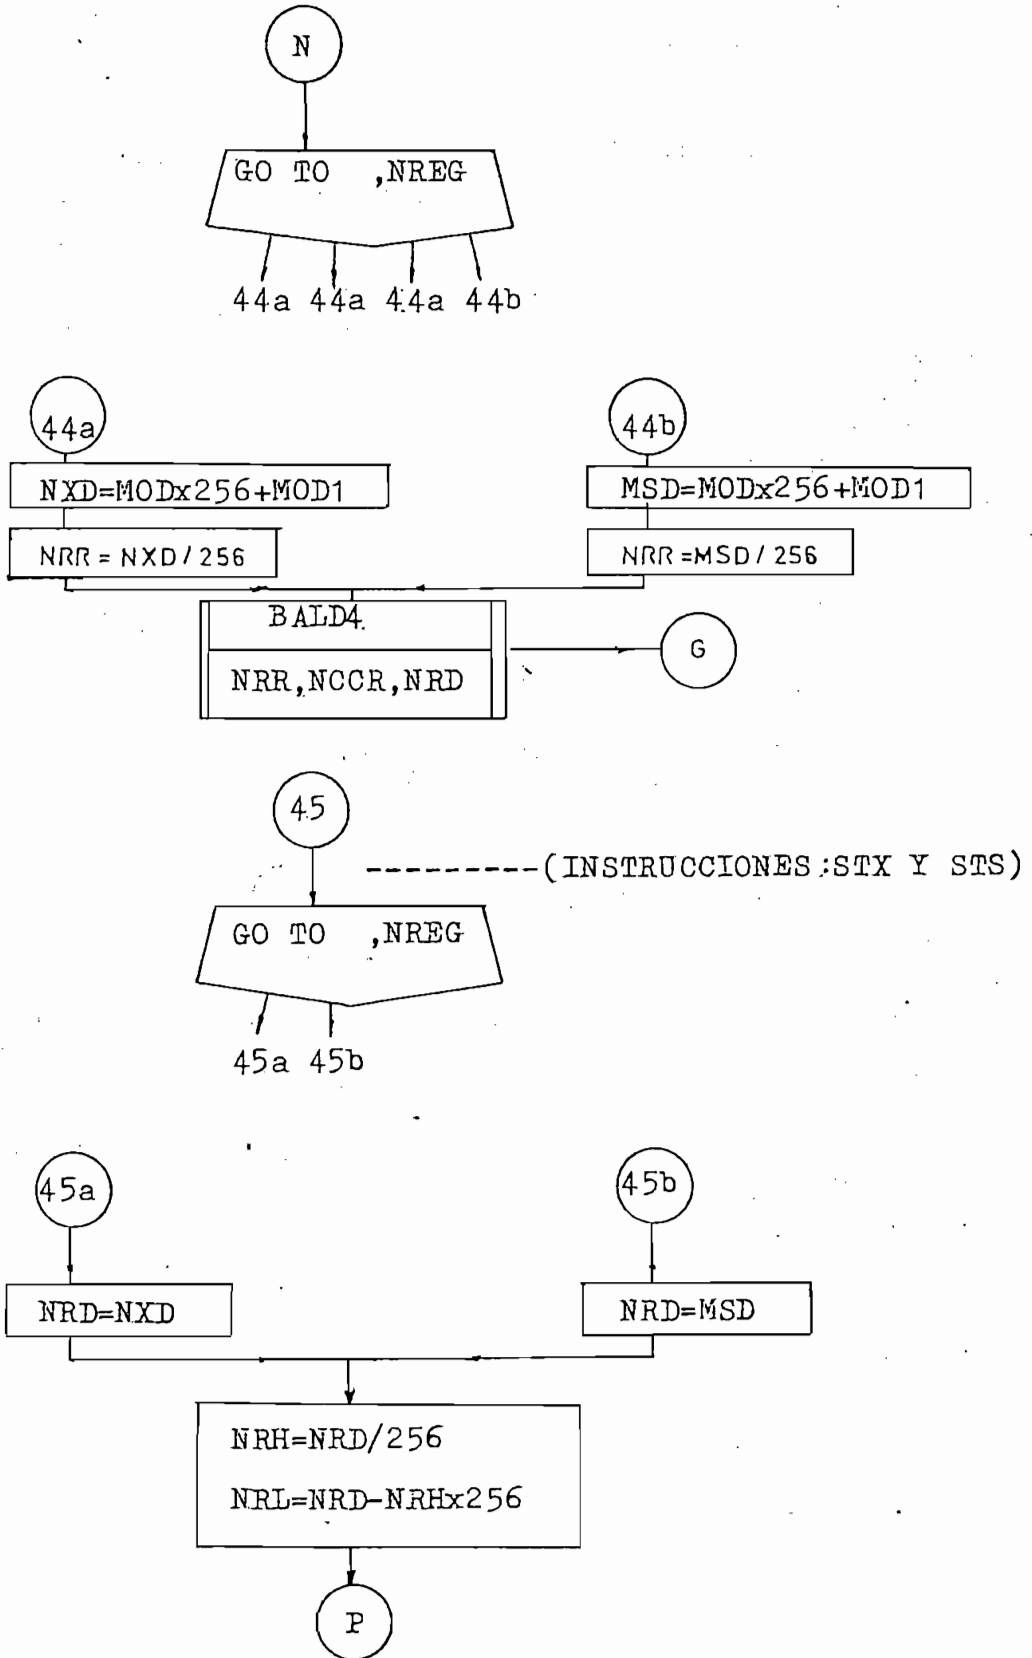 N
GO TO ,NREG
44a 44a 44a 44b
44a
44b
NXD=MODx256+MOD1
MSD=MODx256+MOD1
NRR=NXD/256
NRR=MSD/256
BALD4
NRR,NCCR,NRD
G
45
--------(INSTRUCCIONES:STX Y STS)
GO TO ,NREG
45a 45b
45a
45b
NRD=NXD
NRD=MSD
NRH=NRD/256
NRL=NRD-NRHx256
P